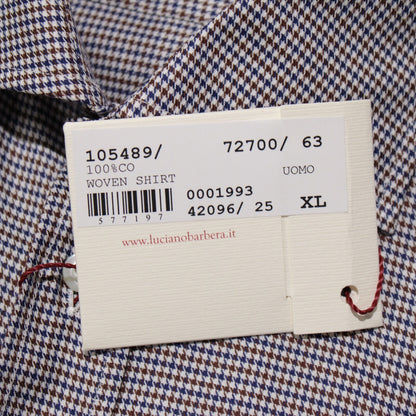 105489/ 72700/ 63
100%CO UOMO
WOVEN SHIRT
0001993
577197 42096/ 25 XL
www.lucianobarbera.it